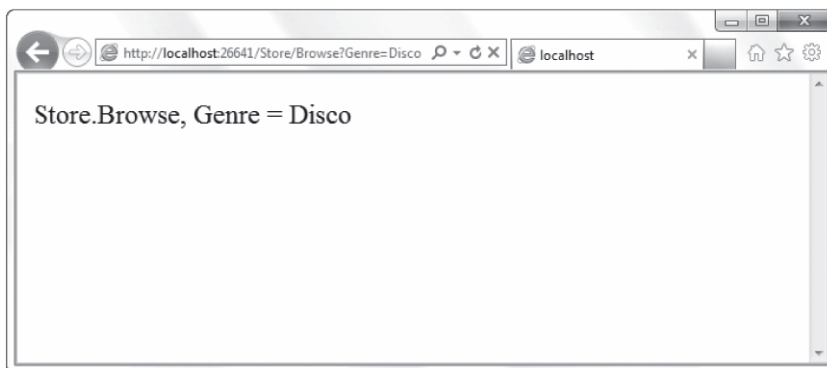 http://localhost:26641/Store/Browse?Genre=Disco
localhost
Store.Browse, Genre = Disco